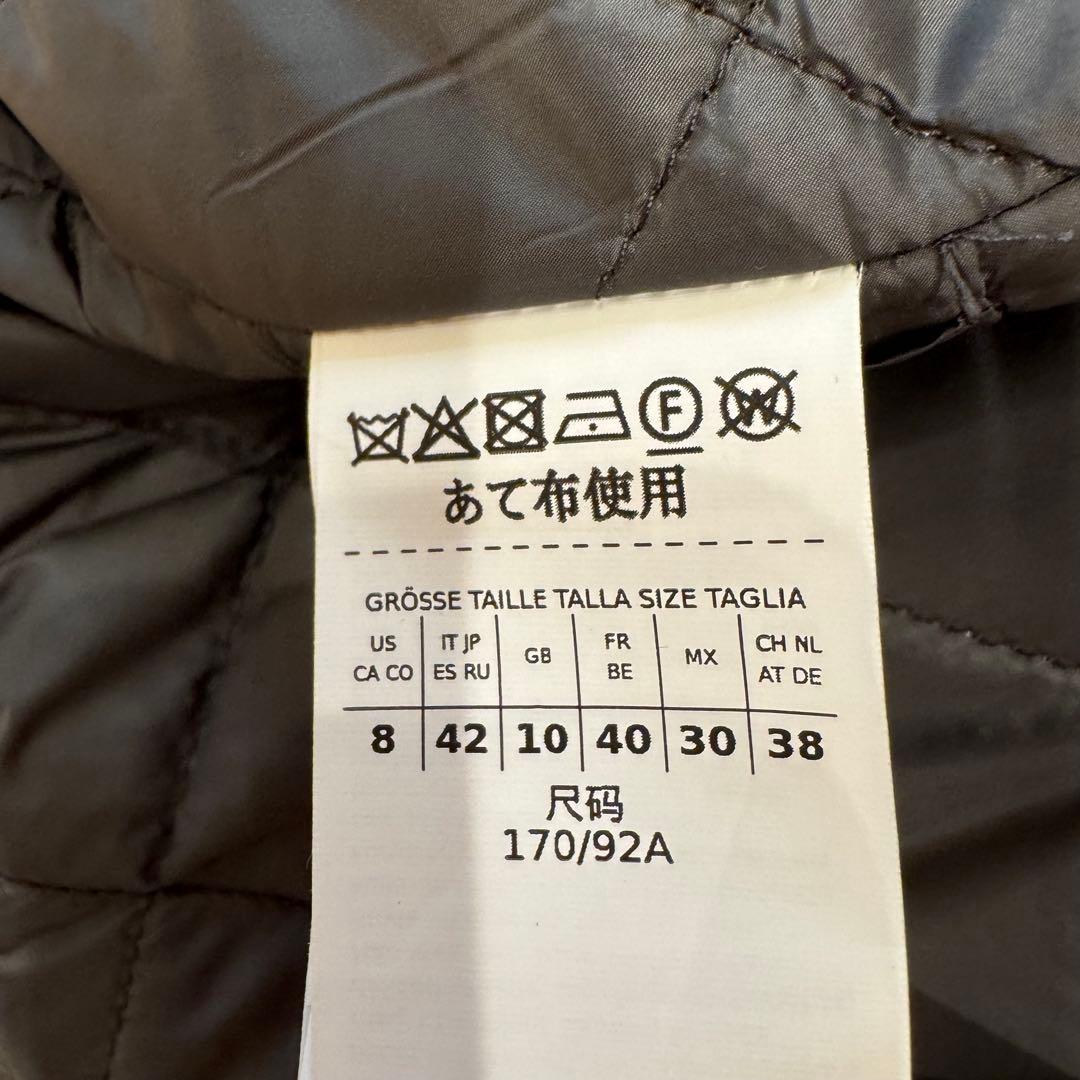 F W
あて布使用
GRÖSSE TAILLE TALLA SIZE TAGLIA
US CA CO IT JP ES RU GB FR BE MX CH NL AT DE
8 42 10 40 30 38
尺码
170/92A